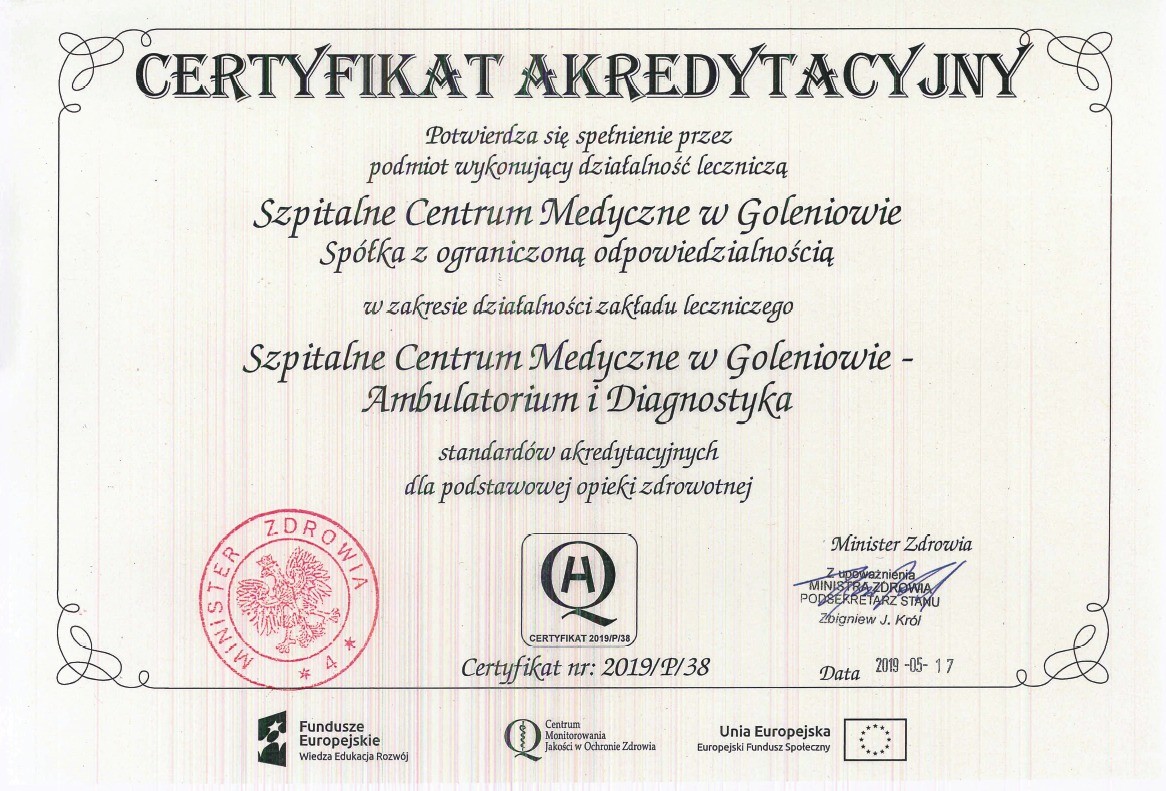 CERTYFIKAT AKREDYTACYJNY
Potwierdza się spełnienie przez
podmiot wykonujący działalność leczniczą
Szpitalne Centrum Medyczne w Goleniowie
Spółka z ograniczoną odpowiedzialnością
w zakresie działalności zakładu leczniczego
Szpitalne Centrum Medyczne w Goleniowie -
Ambulatorium i Diagnostyka
standardów akredytacyjnych
dla podstawowej opieki zdrowotnej
MINISTER ZDROWIA
* 4 *
CERTYFIKAT 2019/P/38
Certyfikat nr: 2019/P/38
Minister Zdrowia
Z upoważnienia
MINISTRA ZDROWIA
PODSEKRETARZ STANU
Zbigniew J. Król
Data 2019 -05- 17
Fundusze
Europejskie
Wiedza Edukacja Rozwój
Centrum
Monitorowania
Jakości w Ochronie Zdrowia
Unia Europejska
Europejski Fundusz Społeczny